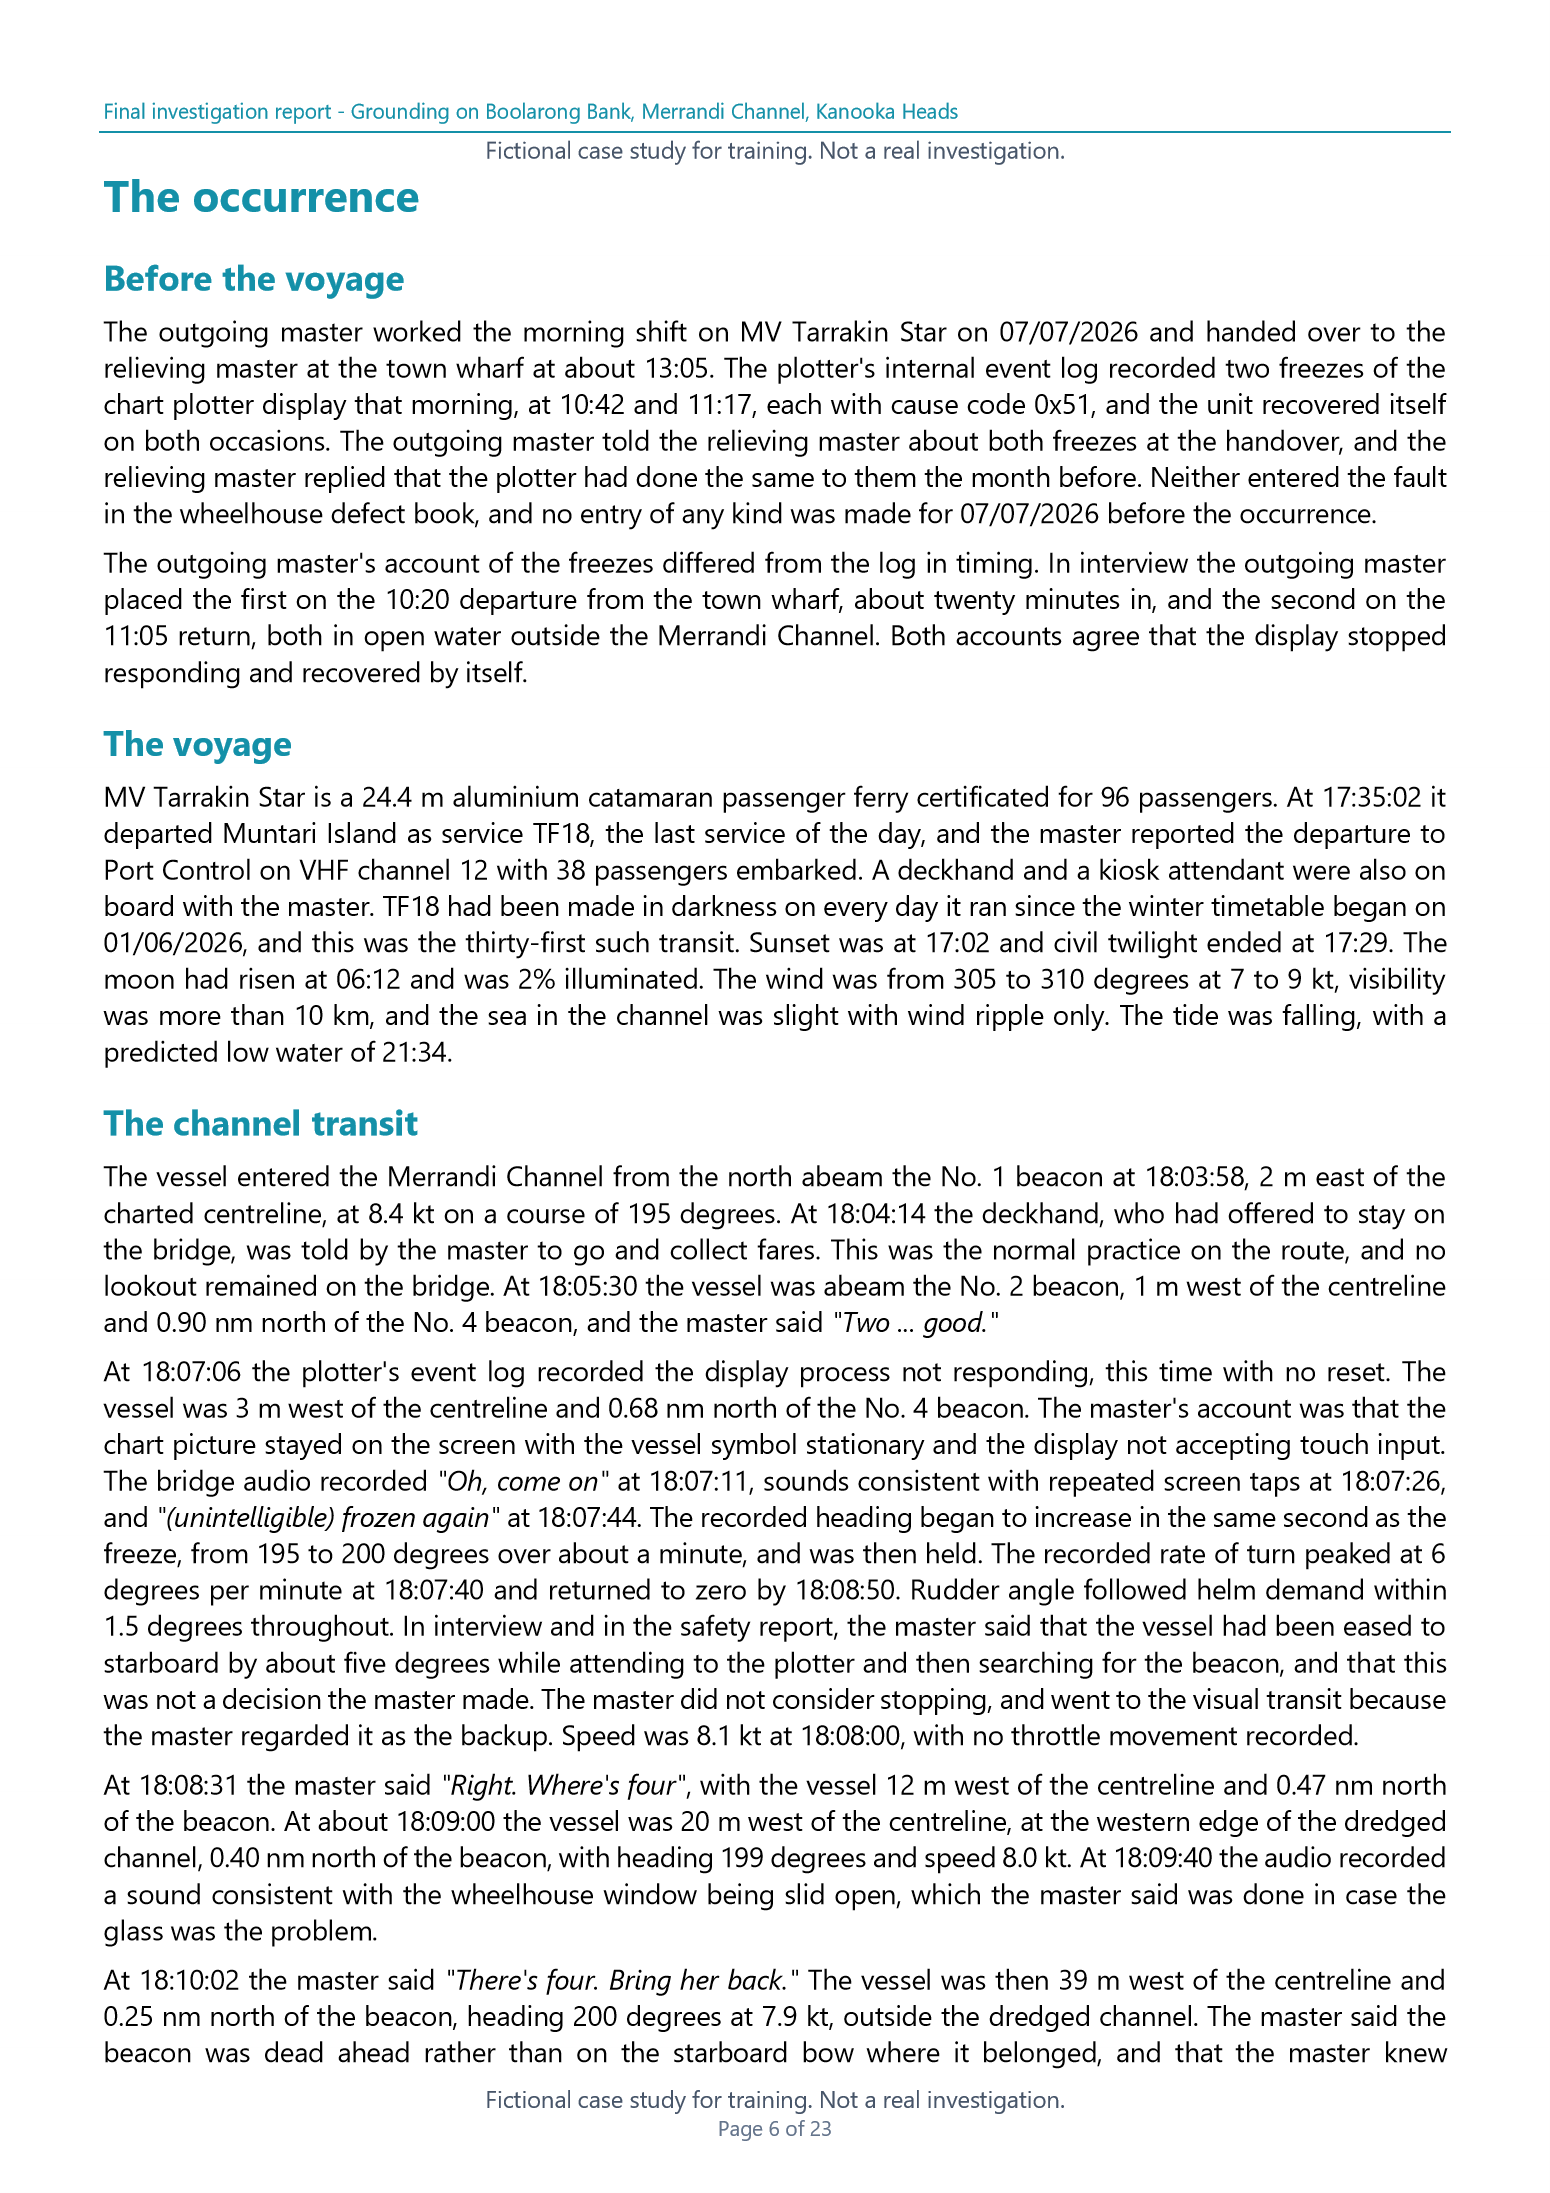 Final investigation report - Grounding on Boolarong Bank, Merrandi Channel, Kanooka Heads
Fictional case study for training. Not a real investigation.
The occurrence
Before the voyage
The outgoing master worked the morning shift on MV Tarrakin Star on 07/07/2026 and handed over to the
relieving master at the town wharf at about 13:05. The plotter's internal event log recorded two freezes of the
chart plotter display that morning, at 10:42 and 11:17, each with cause code 0x51, and the unit recovered itself
on both occasions. The outgoing master told the relieving master about both freezes at the handover, and the
relieving master replied that the plotter had done the same to them the month before. Neither entered the fault
in the wheelhouse defect book, and no entry of any kind was made for 07/07/2026 before the occurrence.
The outgoing master's account of the freezes differed from the log in timing. In interview the outgoing master
placed the first on the 10:20 departure from the town wharf, about twenty minutes in, and the second on the
11:05 return, both in open water outside the Merrandi Channel. Both accounts agree that the display stopped
responding and recovered by itself.
The voyage
MV Tarrakin Star is a 24.4 m aluminium catamaran passenger ferry certificated for 96 passengers. At 17:35:02 it
departed Muntari Island as service TF18, the last service of the day, and the master reported the departure to
Port Control on VHF channel 12 with 38 passengers embarked. A deckhand and a kiosk attendant were also on
board with the master. TF18 had been made in darkness on every day it ran since the winter timetable began on
01/06/2026, and this was the thirty-first such transit. Sunset was at 17:02 and civil twilight ended at 17:29. The
moon had risen at 06:12 and was 2% illuminated. The wind was from 305 to 310 degrees at 7 to 9 kt, visibility
was more than 10 km, and the sea in the channel was slight with wind ripple only. The tide was falling, with a
predicted low water of 21:34.
The channel transit
The vessel entered the Merrandi Channel from the north abeam the No. 1 beacon at 18:03:58, 2 m east of the
charted centreline, at 8.4 kt on a course of 195 degrees. At 18:04:14 the deckhand, who had offered to stay on
the bridge, was told by the master to go and collect fares. This was the normal practice on the route, and no
lookout remained on the bridge. At 18:05:30 the vessel was abeam the No. 2 beacon, 1 m west of the centreline
and 0.90 nm north of the No. 4 beacon, and the master said "Two ... good."
At 18:07:06 the plotter's event log recorded the display process not responding, this time with no reset. The
vessel was 3 m west of the centreline and 0.68 nm north of the No. 4 beacon. The master's account was that the
chart picture stayed on the screen with the vessel symbol stationary and the display not accepting touch input.
The bridge audio recorded "Oh, come on" at 18:07:11, sounds consistent with repeated screen taps at 18:07:26,
and "(unintelligible) frozen again" at 18:07:44. The recorded heading began to increase in the same second as the
freeze, from 195 to 200 degrees over about a minute, and was then held. The recorded rate of turn peaked at 6
degrees per minute at 18:07:40 and returned to zero by 18:08:50. Rudder angle followed helm demand within
1.5 degrees throughout. In interview and in the safety report, the master said that the vessel had been eased to
starboard by about five degrees while attending to the plotter and then searching for the beacon, and that this
was not a decision the master made. The master did not consider stopping, and went to the visual transit because
the master regarded it as the backup. Speed was 8.1 kt at 18:08:00, with no throttle movement recorded.
At 18:08:31 the master said "Right. Where's four", with the vessel 12 m west of the centreline and 0.47 nm north
of the beacon. At about 18:09:00 the vessel was 20 m west of the centreline, at the western edge of the dredged
channel, 0.40 nm north of the beacon, with heading 199 degrees and speed 8.0 kt. At 18:09:40 the audio recorded
a sound consistent with the wheelhouse window being slid open, which the master said was done in case the
glass was the problem.
At 18:10:02 the master said "There's four. Bring her back." The vessel was then 39 m west of the centreline and
0.25 nm north of the beacon, heading 200 degrees at 7.9 kt, outside the dredged channel. The master said the
beacon was dead ahead rather than on the starboard bow where it belonged, and that the master knew
Fictional case study for training. Not a real investigation.
Page 6 of 23